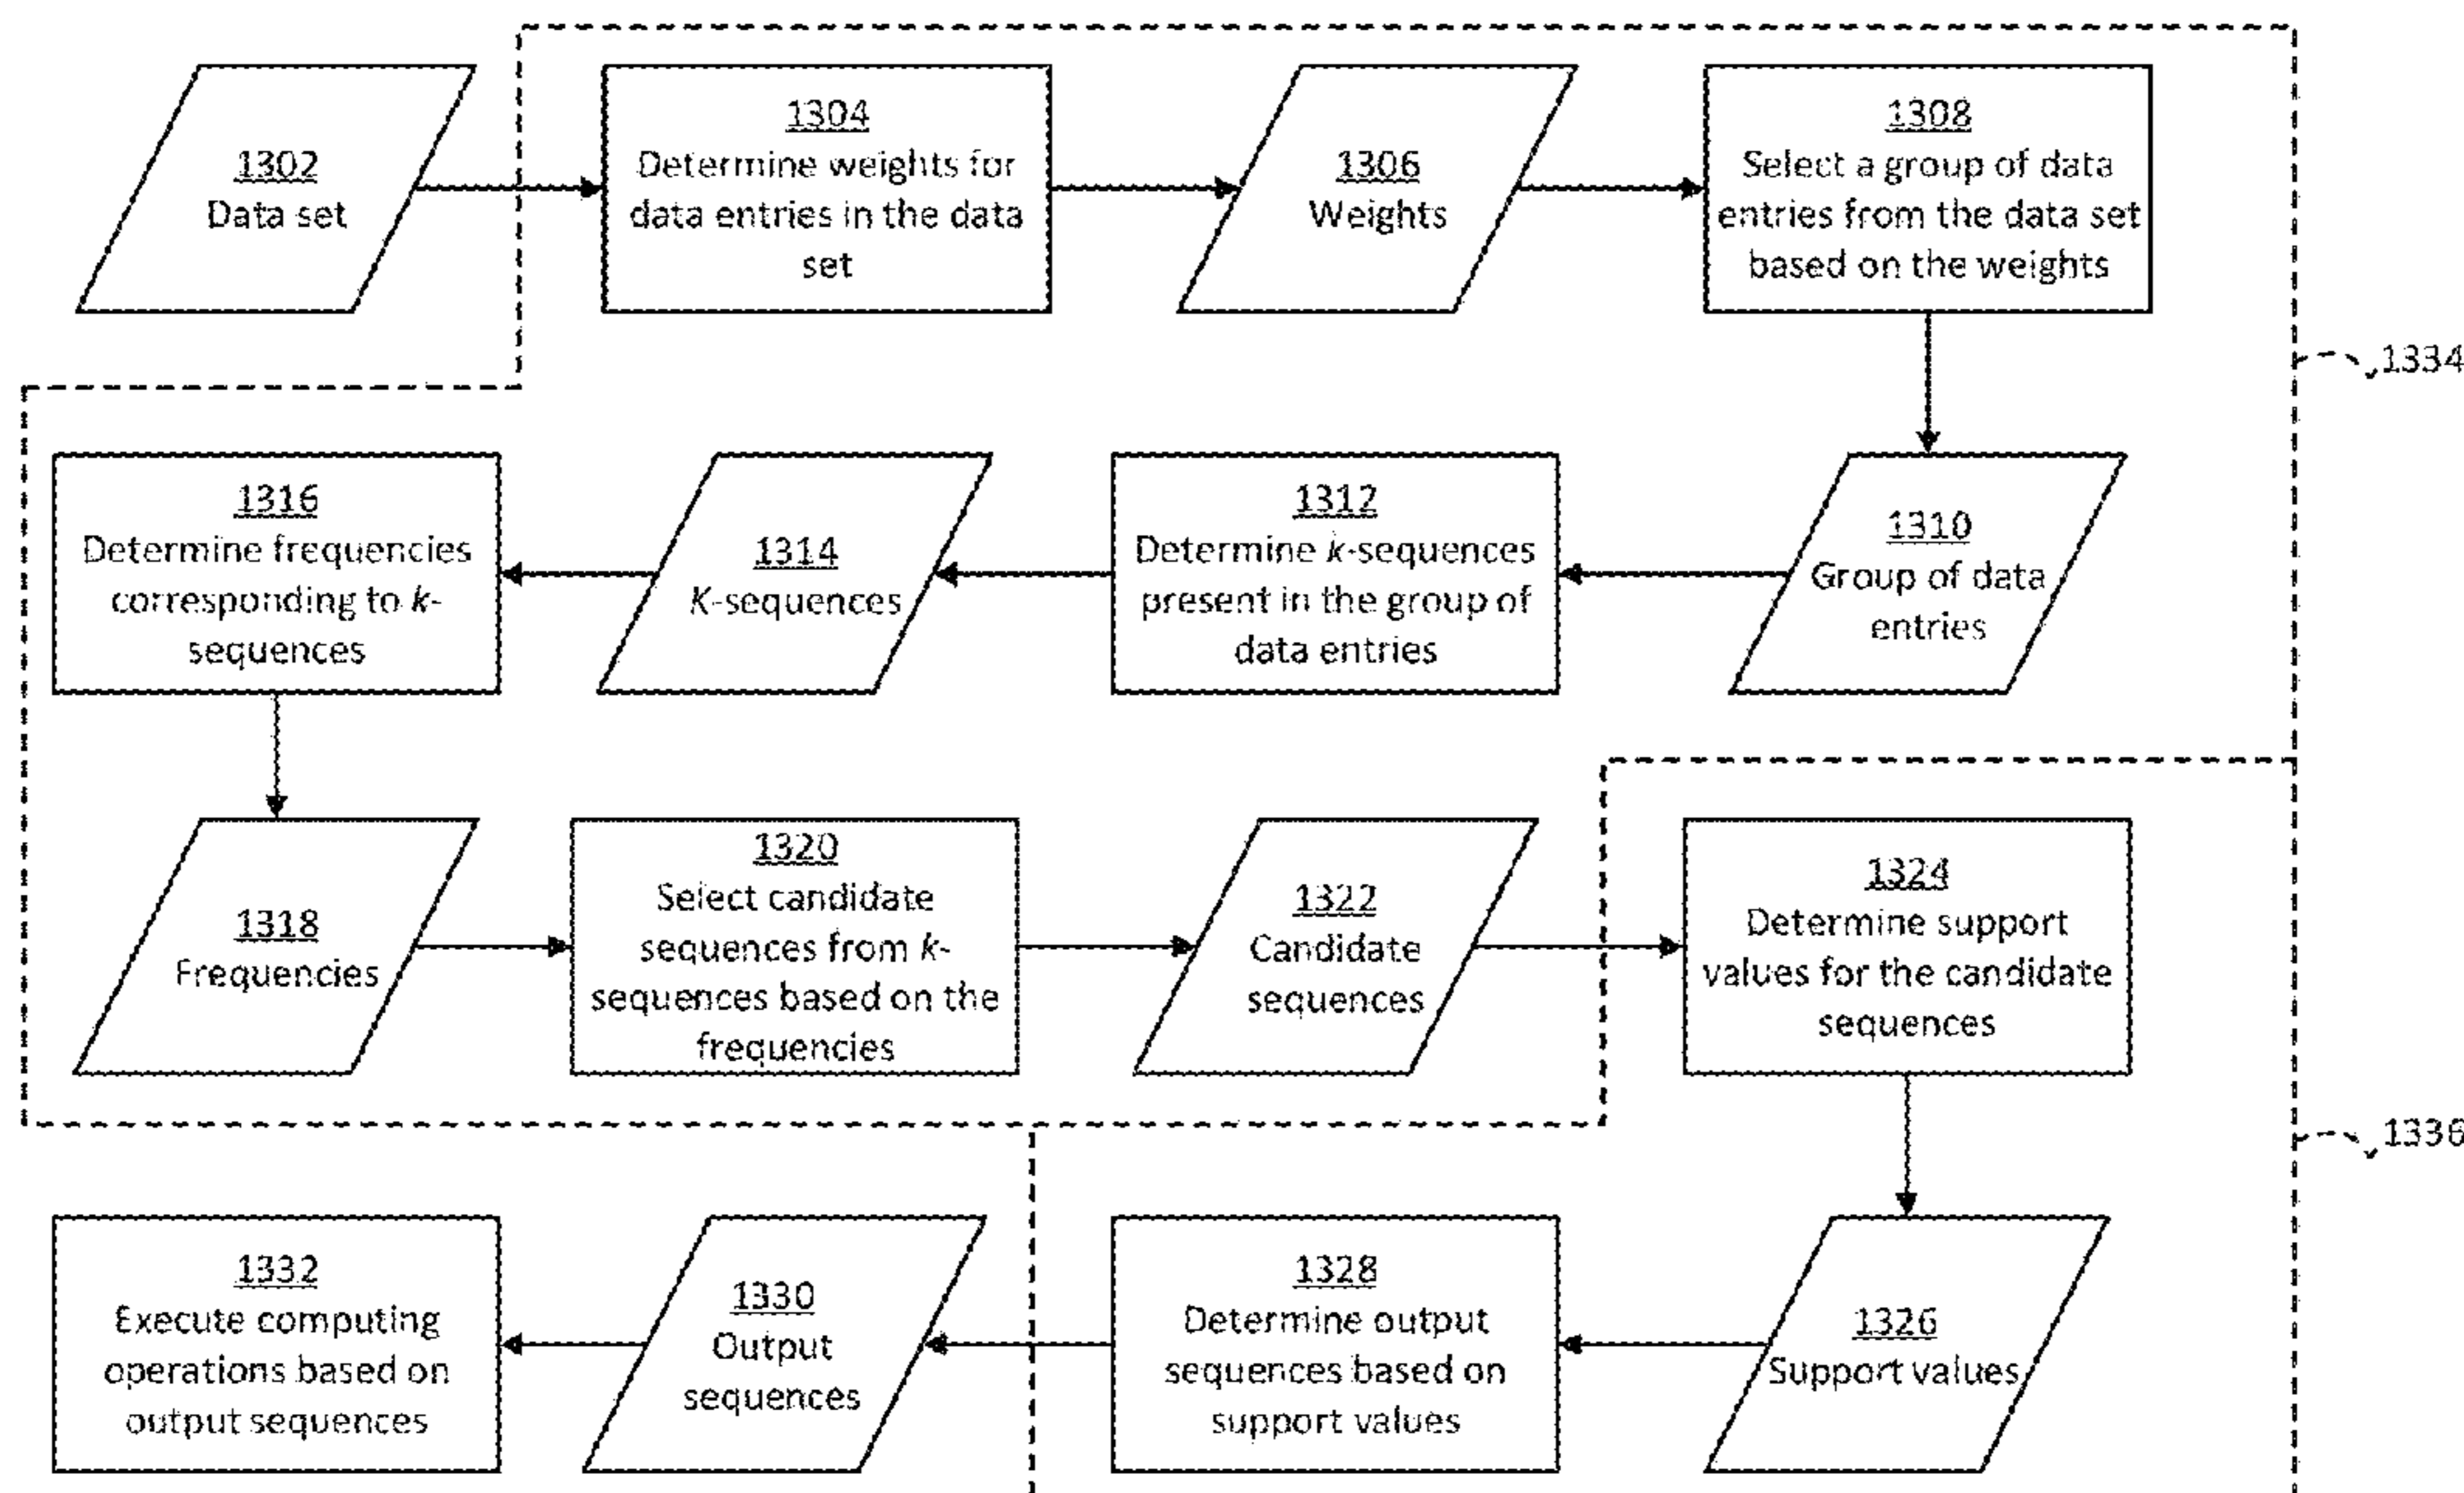 1302
Data set
1304
Determine weights for
data entries in the data
set
1306
Weights
1308
Select a group of data
entries from the data set
based on the weights
1334
1316
Determine frequencies
corresponding to k-
sequences
1314
K-sequences
1312
Determine k-sequences
present in the group of
data entries
1310
Group of data
entries
1318
Frequencies
1320
Select candidate
sequences from k-
sequences based on the
frequencies
1322
Candidate
sequences
1324
Determine support
values for the candidate
sequences
1336
1332
Execute computing
operations based on
output sequences
1330
Output
sequences
1328
Determine output
sequences based on
support values
1326
Support values